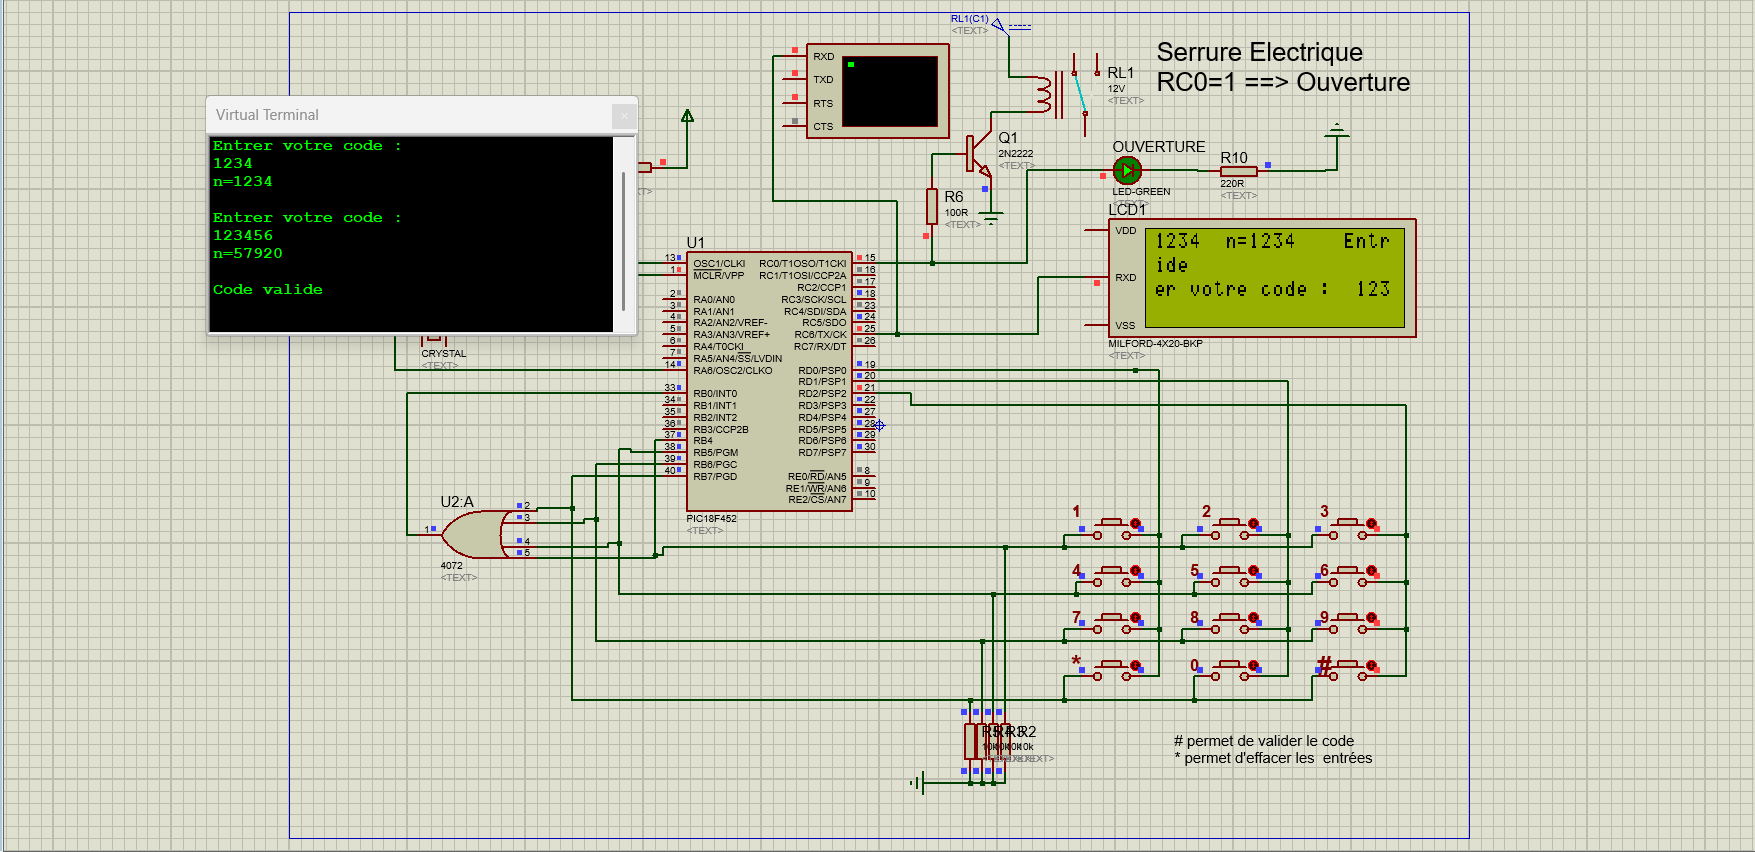 RL1(C1)
<TEXT>
Serrure Electrique
RC0=1 ==> Ouverture
RXD
TXD
RTS
CTS
RL1
12V
<TEXT>
Virtual Terminal
Entrer votre code :
1234
n=1234
Entrer votre code :
123456
n=57920
Code valide
Q1
2N2222
<TEXT>
OUVERTURE
LED-GREEN
<TEXT>
R10
220R
<TEXT>
R6
100R
<TEXT>
LCD1
VDD
RXD
VSS
1234  n=1234    Entr
ide
er votre code :  123
MILFORD-4X20-BKP
<TEXT>
CRYSTAL
<TEXT>
U1
13 OSC1/CLKI
1 MCLR/VPP
2 RA0/AN0
3 RA1/AN1
4 RA2/AN2/VREF-
5 RA3/AN3/VREF+
6 RA4/T0CKI
7 RA5/AN4/SS/LVDIN
14 RA6/OSC2/CLKO
33 RB0/INT0
34 RB1/INT1
35 RB2/INT2
36 RB3/CCP2B
37 RB4
38 RB5/PGM
39 RB6/PGC
40 RB7/PGD
RC0/T1OSO/T1CKI 15
RC1/T1OSI/CCP2A 16
RC2/CCP1 17
RC3/SCK/SCL 18
RC4/SDI/SDA 23
RC5/SDO 24
RC6/TX/CK 25
RC7/RX/DT 26
RD0/PSP0 19
RD1/PSP1 20
RD2/PSP2 21
RD3/PSP3 22
RD4/PSP4 27
RD5/PSP5 28
RD6/PSP6 29
RD7/PSP7 30
RE0/RD/AN5 8
RE1/WR/AN6 9
RE2/CS/AN7 10
PIC18F452
<TEXT>
U2:A
1
2
3
4
5
4072
<TEXT>
1 2 3
4 5 6
7 8 9
* 0 #
R2
10k
# permet de valider le code
* permet d'effacer les  entrées